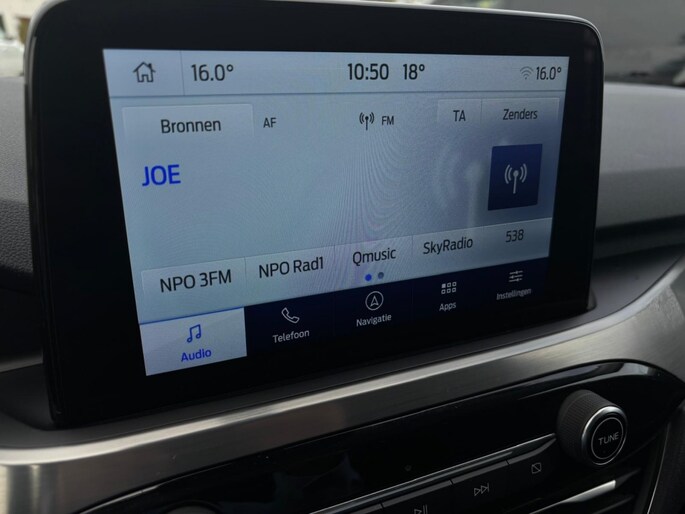 16.0° 10:50 18° 16.0°
Bronnen AF FM TA Zenders
JOE
NPO 3FM NPO Rad1 Qmusic SkyRadio 538
Audio Telefoon Navigatie Apps Instellingen
TUNE